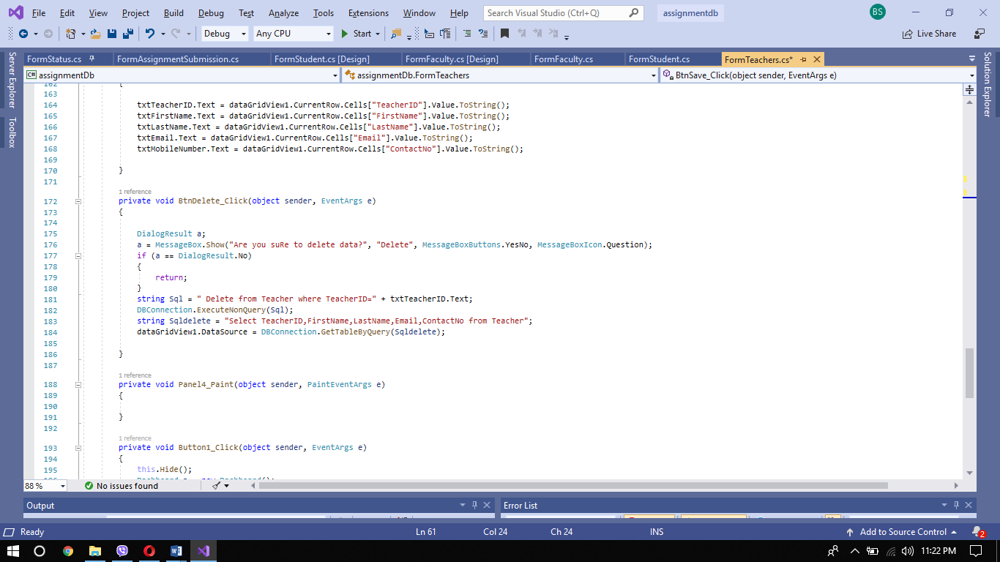 File Edit View Project Build Debug Test Analyze Tools Extensions Window Help Search Visual Studio (Ctrl+Q) assignmentdb BS
Debug Any CPU Start Live Share
FormStatus.cs FormAssignmentSubmission.cs FormStudent.cs [Design] FormFaculty.cs [Design] FormFaculty.cs FormStudent.cs FormTeachers.cs*
assignmentDb assignmentDb.FormTeachers BtnSave_Click(object sender, EventArgs e)
Server Explorer
Toolbox
Solution Explorer
162 {
163
164 txtTeacherID.Text = dataGridView1.CurrentRow.Cells["TeacherID"].Value.ToString();
165 txtFirstName.Text = dataGridView1.CurrentRow.Cells["FirstName"].Value.ToString();
166 txtLastName.Text = dataGridView1.CurrentRow.Cells["LastName"].Value.ToString();
167 txtEmail.Text = dataGridView1.CurrentRow.Cells["Email"].Value.ToString();
168 txtMobileNumber.Text = dataGridView1.CurrentRow.Cells["ContactNo"].Value.ToString();
169
170 }
171
1 reference
172 private void BtnDelete_Click(object sender, EventArgs e)
173 {
174
175 DialogResult a;
176 a = MessageBox.Show("Are you suRe to delete data?", "Delete", MessageBoxButtons.YesNo, MessageBoxIcon.Question);
177 if (a == DialogResult.No)
178 {
179 return;
180 }
181 string Sql = " Delete from Teacher where TeacherID=" + txtTeacherID.Text;
182 DBConnection.ExecuteNonQuery(Sql);
183 string Sqldelete = "Select TeacherID,FirstName,LastName,Email,ContactNo from Teacher";
184 dataGridView1.DataSource = DBConnection.GetTableByQuery(Sqldelete);
185
186 }
187
1 reference
188 private void Panel4_Paint(object sender, PaintEventArgs e)
189 {
190
191 }
192
1 reference
193 private void Button1_Click(object sender, EventArgs e)
194 {
195 this.Hide();
88 % No issues found
Output Error List
Ready Ln 61 Col 24 Ch 24 INS Add to Source Control 2
11:22 PM